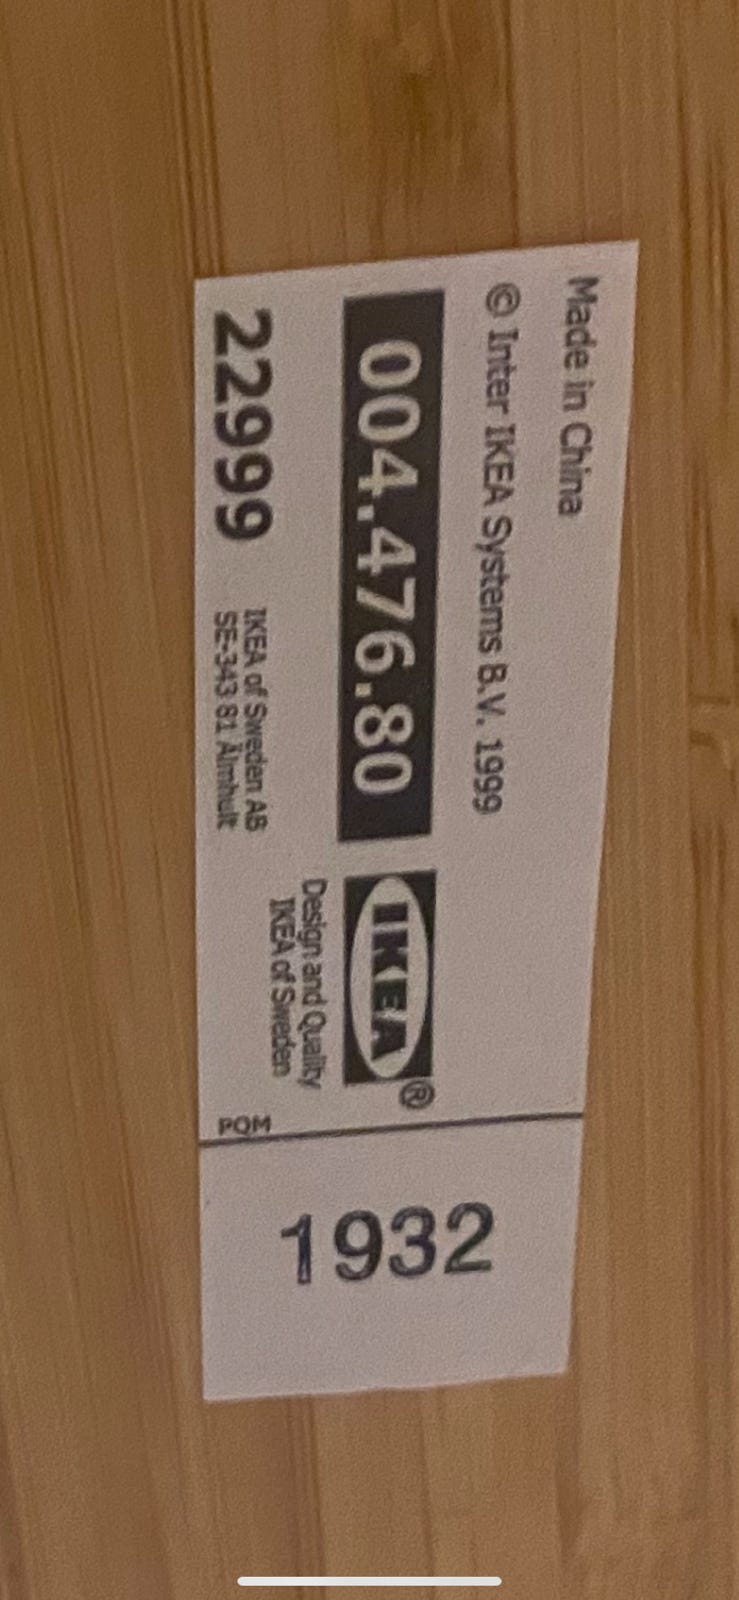 Made in China
© Inter IKEA Systems B.V. 1999
004.476.80
IKEA®
Design and Quality
IKEA of Sweden
22999
IKEA of Sweden AB
SE-343 81 Älmhult
PQM
1932